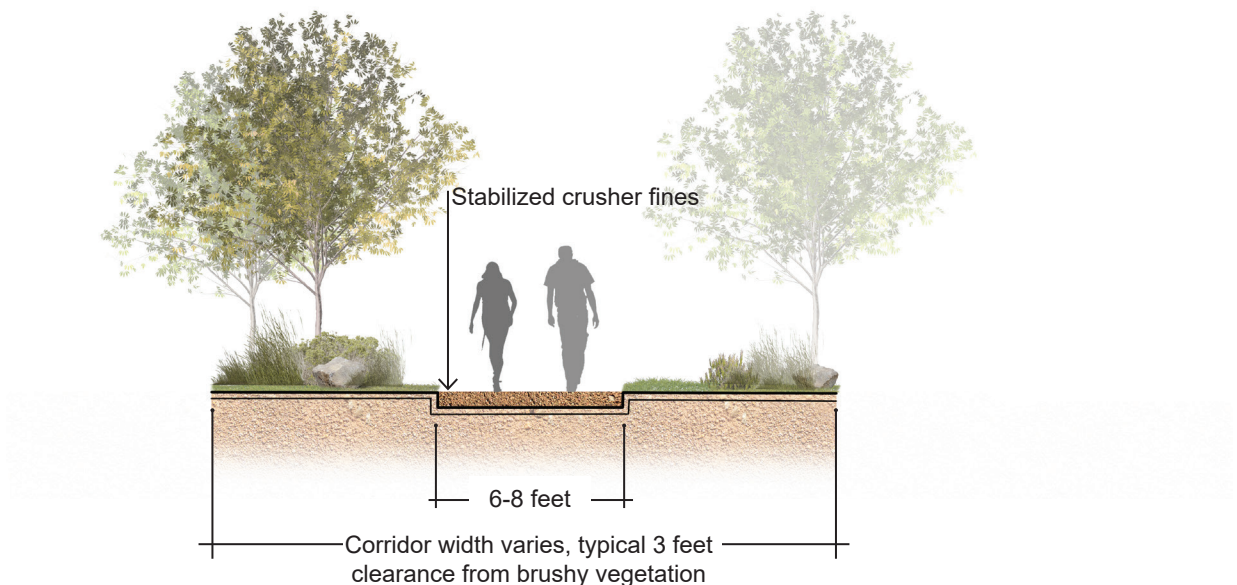 Stabilized crusher fines
6-8 feet
Corridor width varies, typical 3 feet
clearance from brushy vegetation